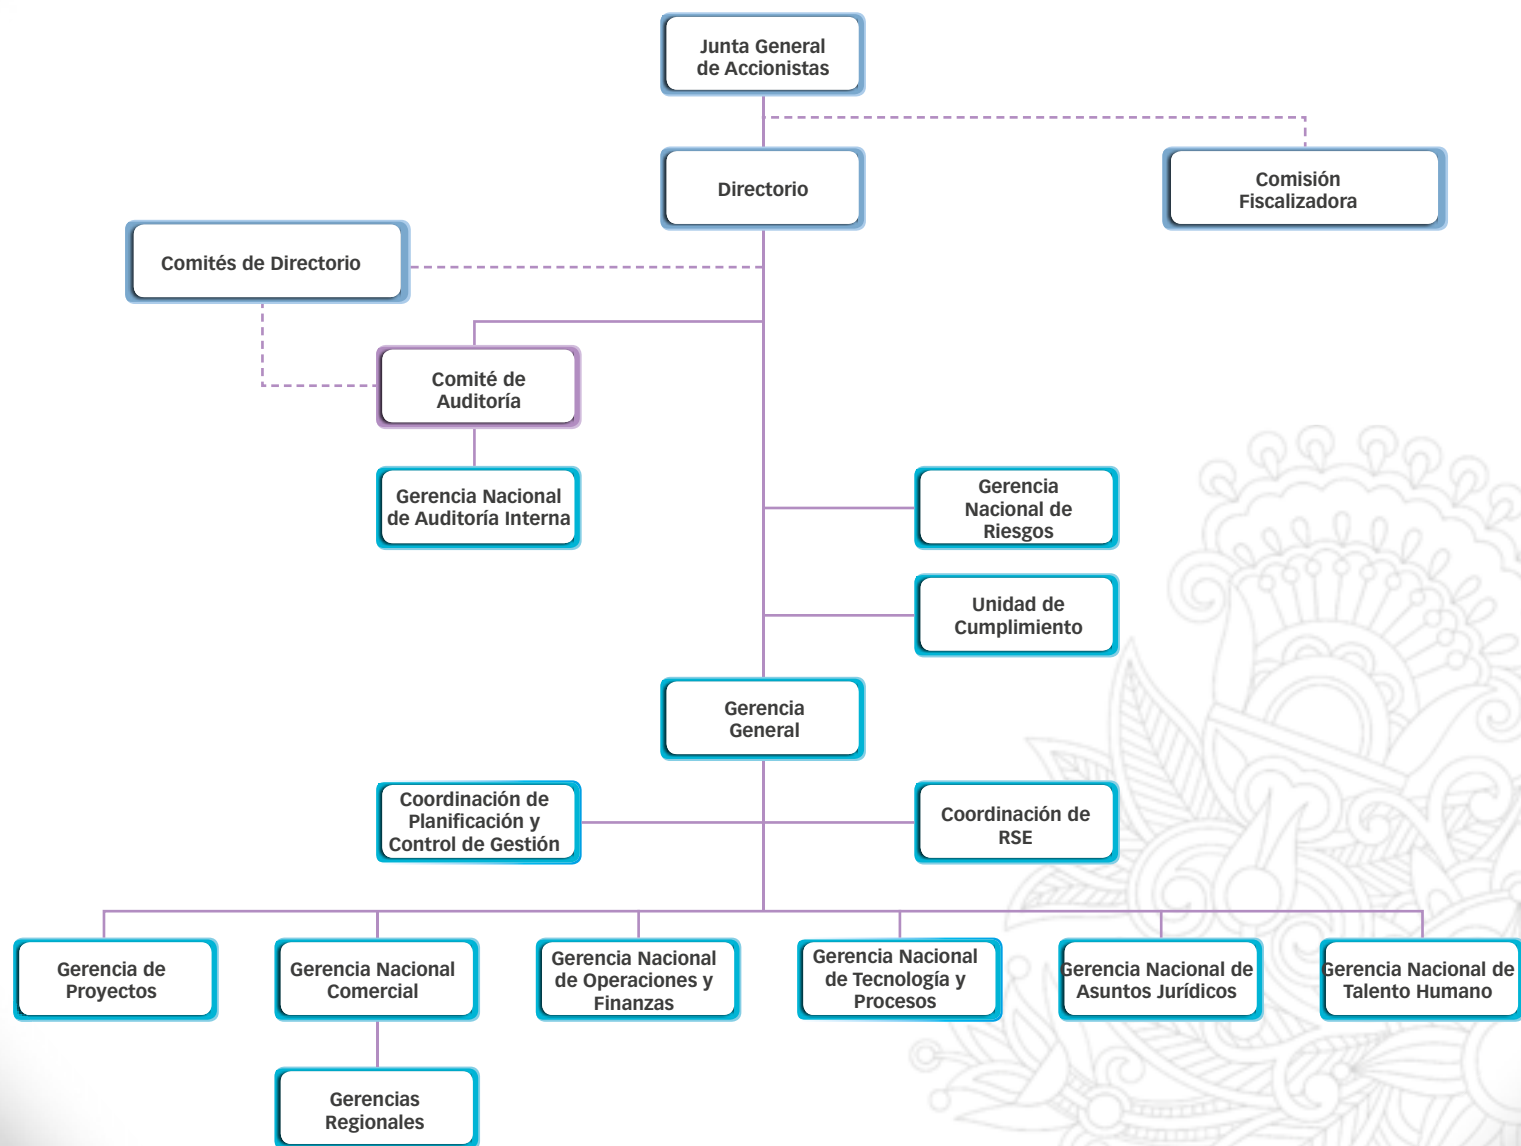 Junta General
de Accionistas
Directorio
Comisión
Fiscalizadora
Comités de Directorio
Comité de
Auditoría
Gerencia Nacional
de Auditoría Interna
Gerencia
Nacional de
Riesgos
Unidad de
Cumplimiento
Gerencia
General
Coordinación de
Planificación y
Control de Gestión
Coordinación de
RSE
Gerencia de
Proyectos
Gerencia Nacional
Comercial
Gerencia Nacional
de Operaciones y
Finanzas
Gerencia Nacional
de Tecnología y
Procesos
Gerencia Nacional de
Asuntos Jurídicos
Gerencia Nacional de
Talento Humano
Gerencias
Regionales